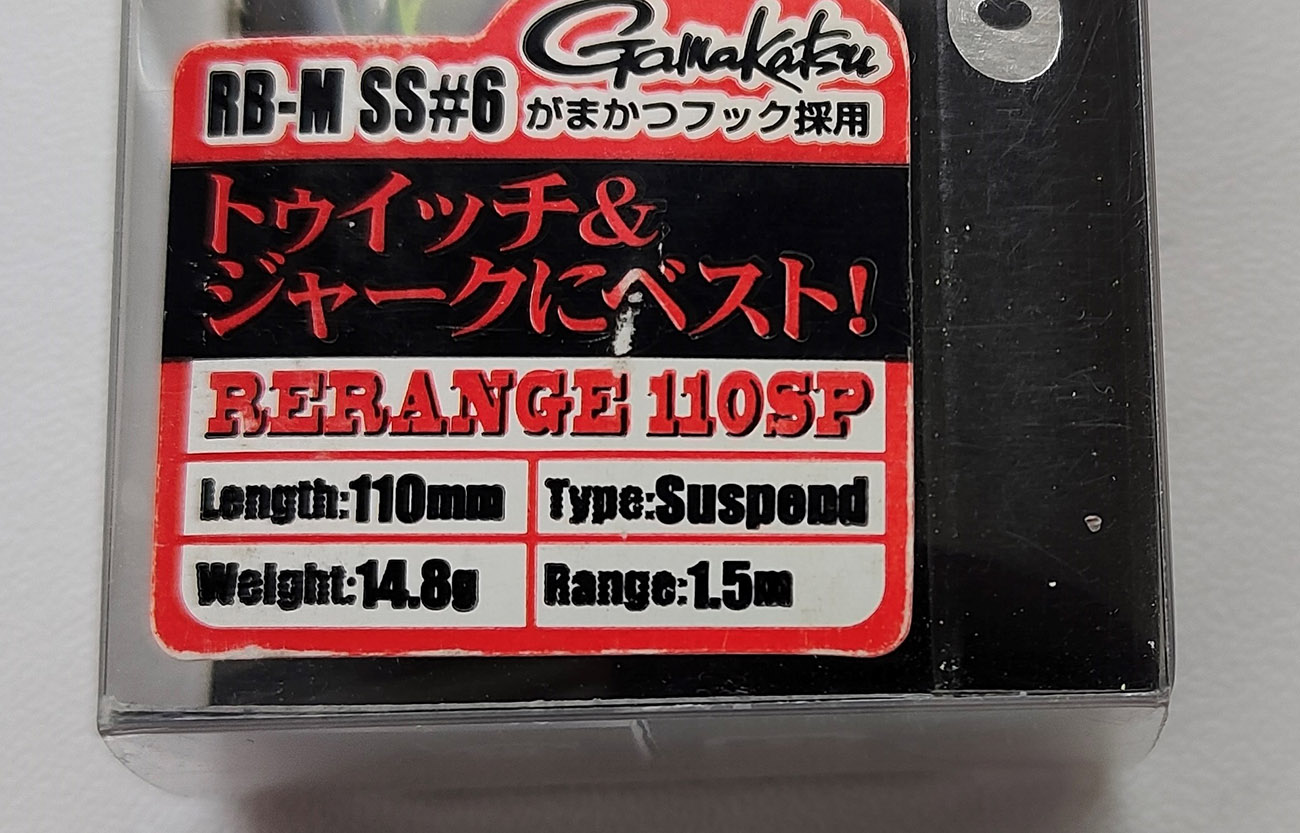 Gamakatsu
RB-M SS#6 がまかつフック採用
トゥイッチ&
ジャークにベスト!
RERANGE 110SP
Length:110mm Type:Suspend
Weight:14.8g Range:1.5m